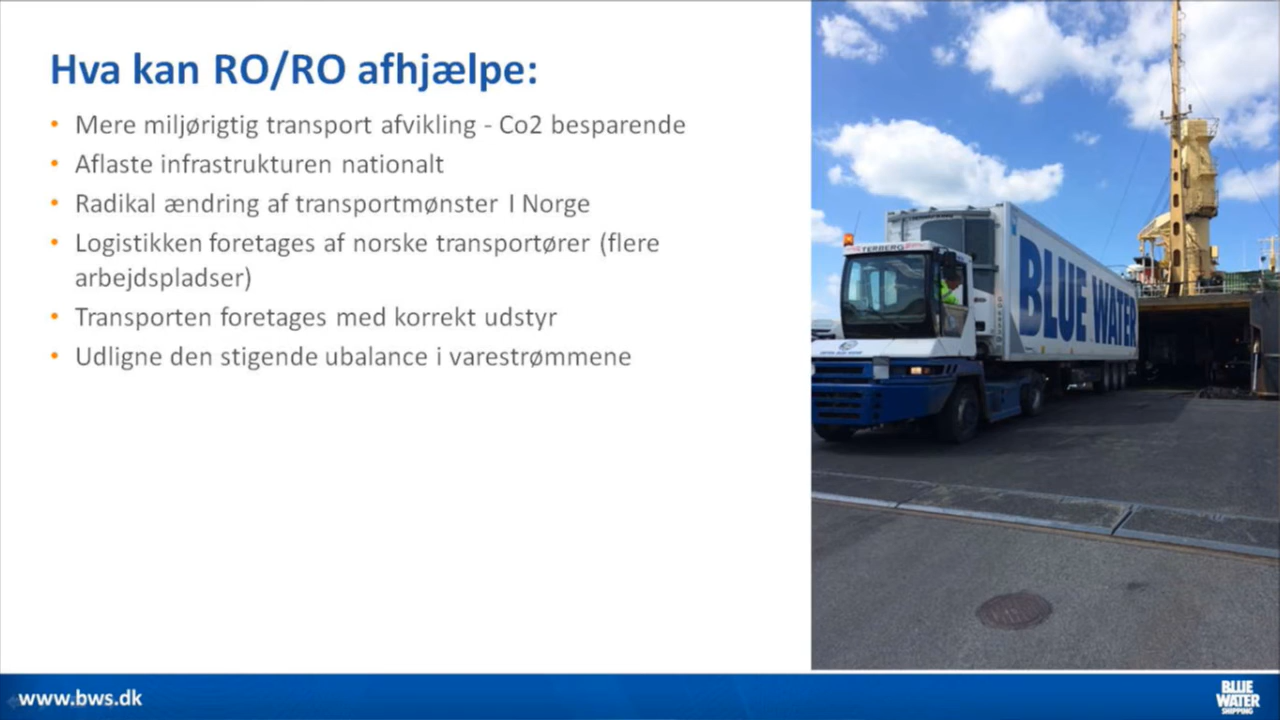 Hva kan RO/RO afhjælpe:
• Mere miljørigtig transport afvikling - Co2 besparende
• Aflaste infrastrukturen nationalt
• Radikal ændring af transportmønster I Norge
• Logistikken foretages af norske transportører (flere
arbejdspladser)
• Transporten foretages med korrekt udstyr
• Udligne den stigende ubalance i varestrømmene
TERBERG
BLUE WATER
www.bws.dk
BLUE
WATER
SHIPPING